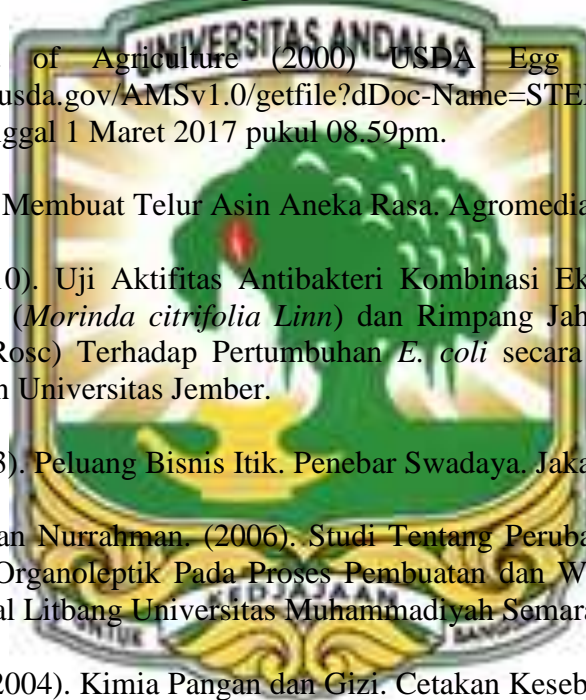 UNIVERSITAS ANDALAS
of Agriculture (2000) USDA Egg
usda.gov/AMSv1.0/getfile?dDoc-Name=STE
ggal 1 Maret 2017 pukul 08.59pm.
Membuat Telur Asin Aneka Rasa. Agromedia
10). Uji Aktifitas Antibakteri Kombinasi Ek
(Morinda citrifolia Linn) dan Rimpang Jah
Rosc) Terhadap Pertumbuhan E. coli secara
n Universitas Jember.
3). Peluang Bisnis Itik. Penebar Swadaya. Jaka
an Nurrahman. (2006). Studi Tentang Peruba
Organoleptik Pada Proses Pembuatan dan W
al Litbang Universitas Muhammadiyah Semara
KEDJAJAAN
UNTUK BANGSA
2004). Kimia Pangan dan Gizi. Cetakan Keseb